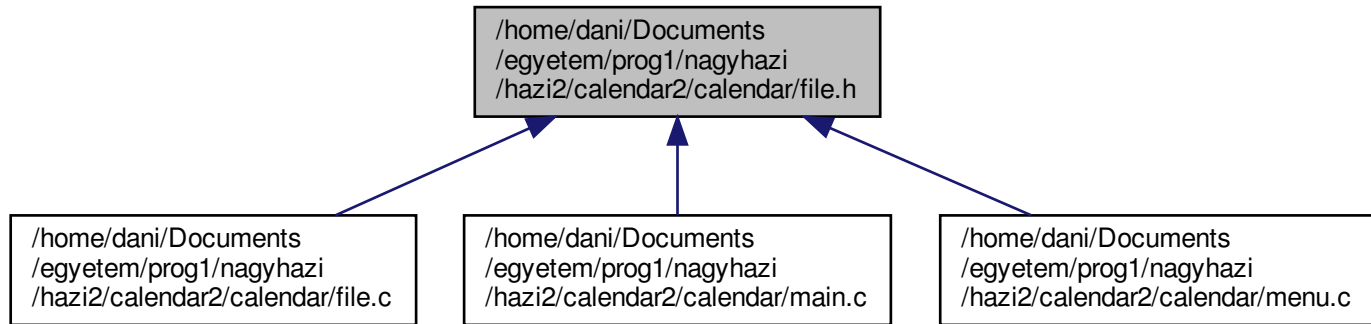 /home/dani/Documents
/egyetem/prog1/nagyhazi
/hazi2/calendar2/calendar/file.h
/home/dani/Documents
/egyetem/prog1/nagyhazi
/hazi2/calendar2/calendar/file.c
/home/dani/Documents
/egyetem/prog1/nagyhazi
/hazi2/calendar2/calendar/main.c
/home/dani/Documents
/egyetem/prog1/nagyhazi
/hazi2/calendar2/calendar/menu.c